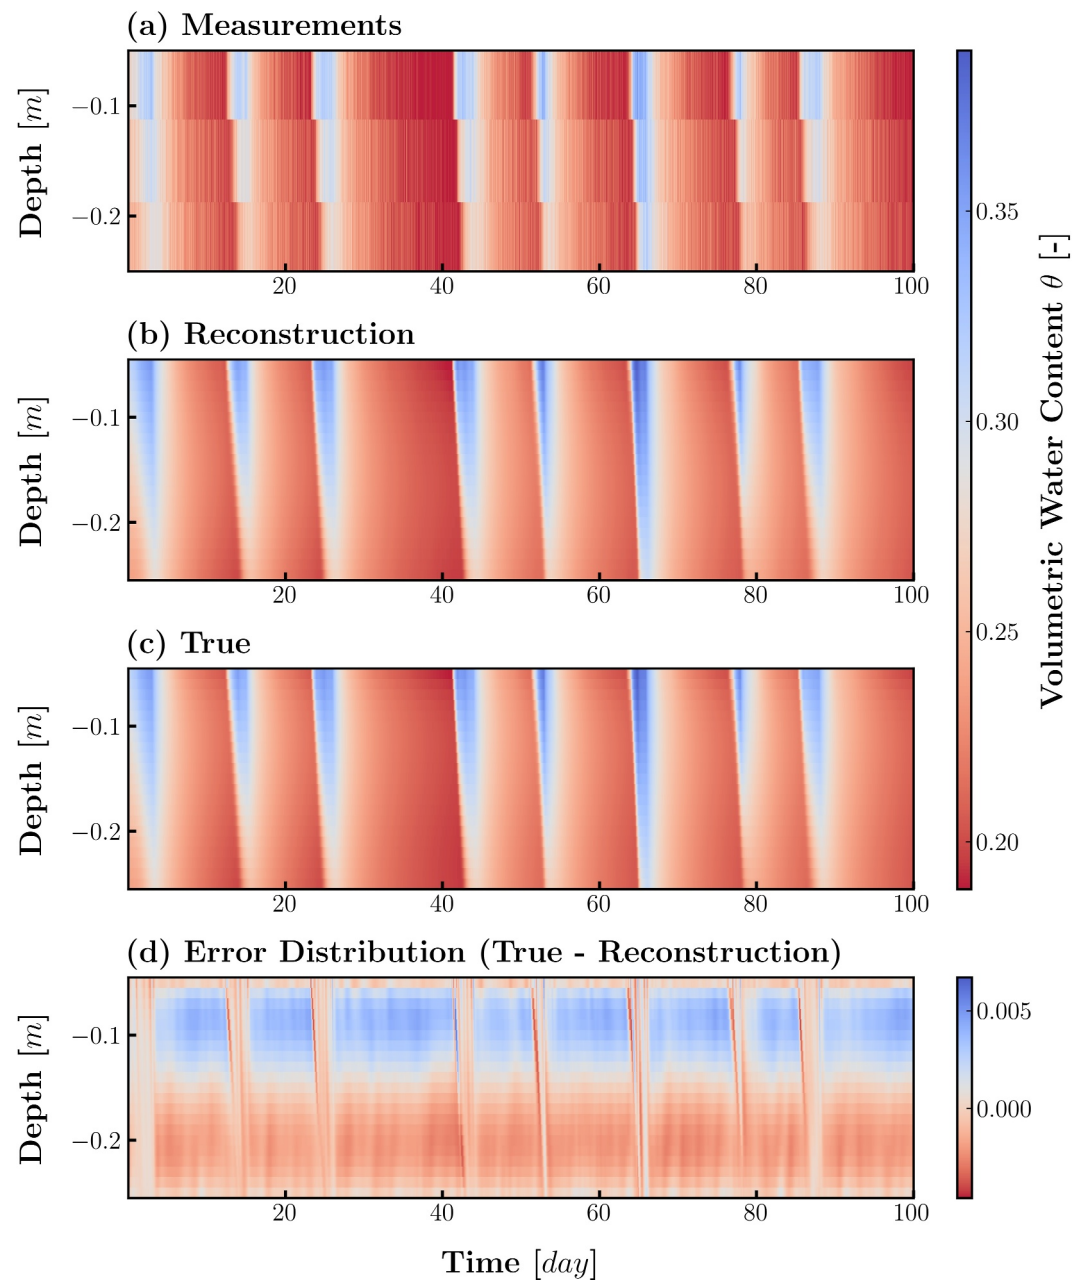 (a) Measurements
Depth [m]
−0.1
−0.2
20 40 60 80 100
(b) Reconstruction
Depth [m]
−0.1
−0.2
20 40 60 80 100
(c) True
Depth [m]
−0.1
−0.2
20 40 60 80 100
0.35
0.30
0.25
0.20
Volumetric Water Content θ [-]
(d) Error Distribution (True - Reconstruction)
Depth [m]
−0.1
−0.2
20 40 60 80 100
0.005
0.000
Time [day]